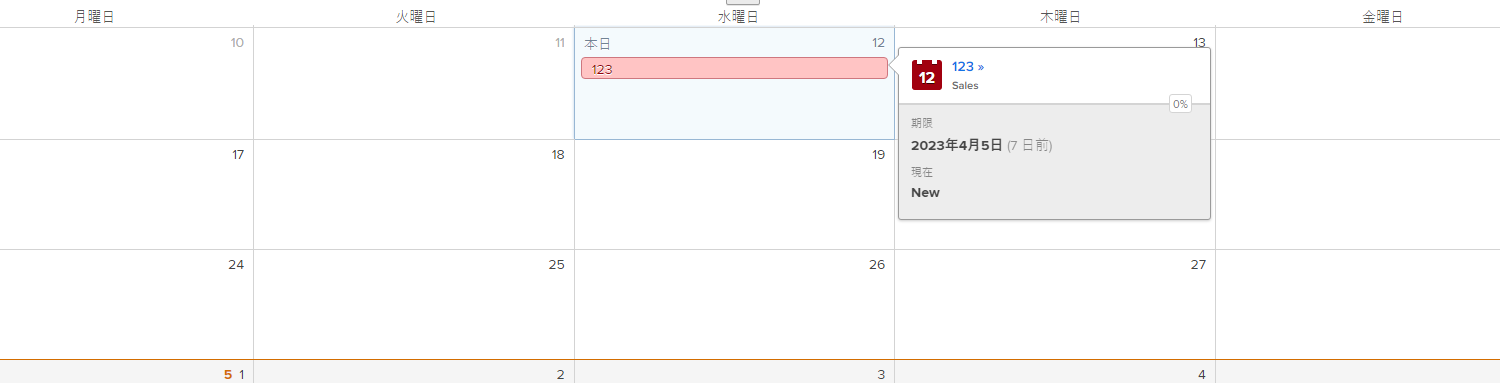 月曜日 火曜日 水曜日 木曜日 金曜日
10 11 本日 12 13
123
12 123 »
Sales
0%
期限
2023年4月5日 (7 日前)
現在
New
17 18 19
24 25 26 27
5 1 2 3 4